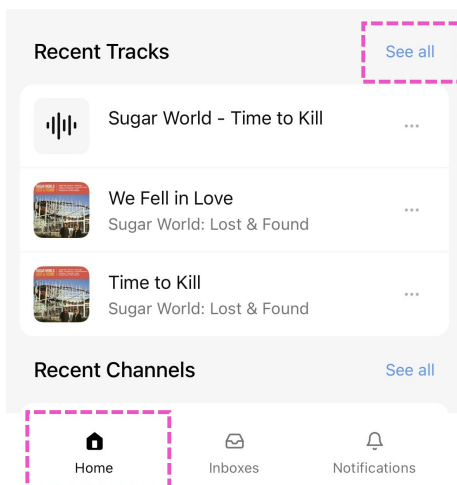 Recent Tracks
See all
Sugar World - Time to Kill
We Fell in Love
Sugar World: Lost & Found
Time to Kill
Sugar World: Lost & Found
Recent Channels
See all
Home
Inboxes
Notifications